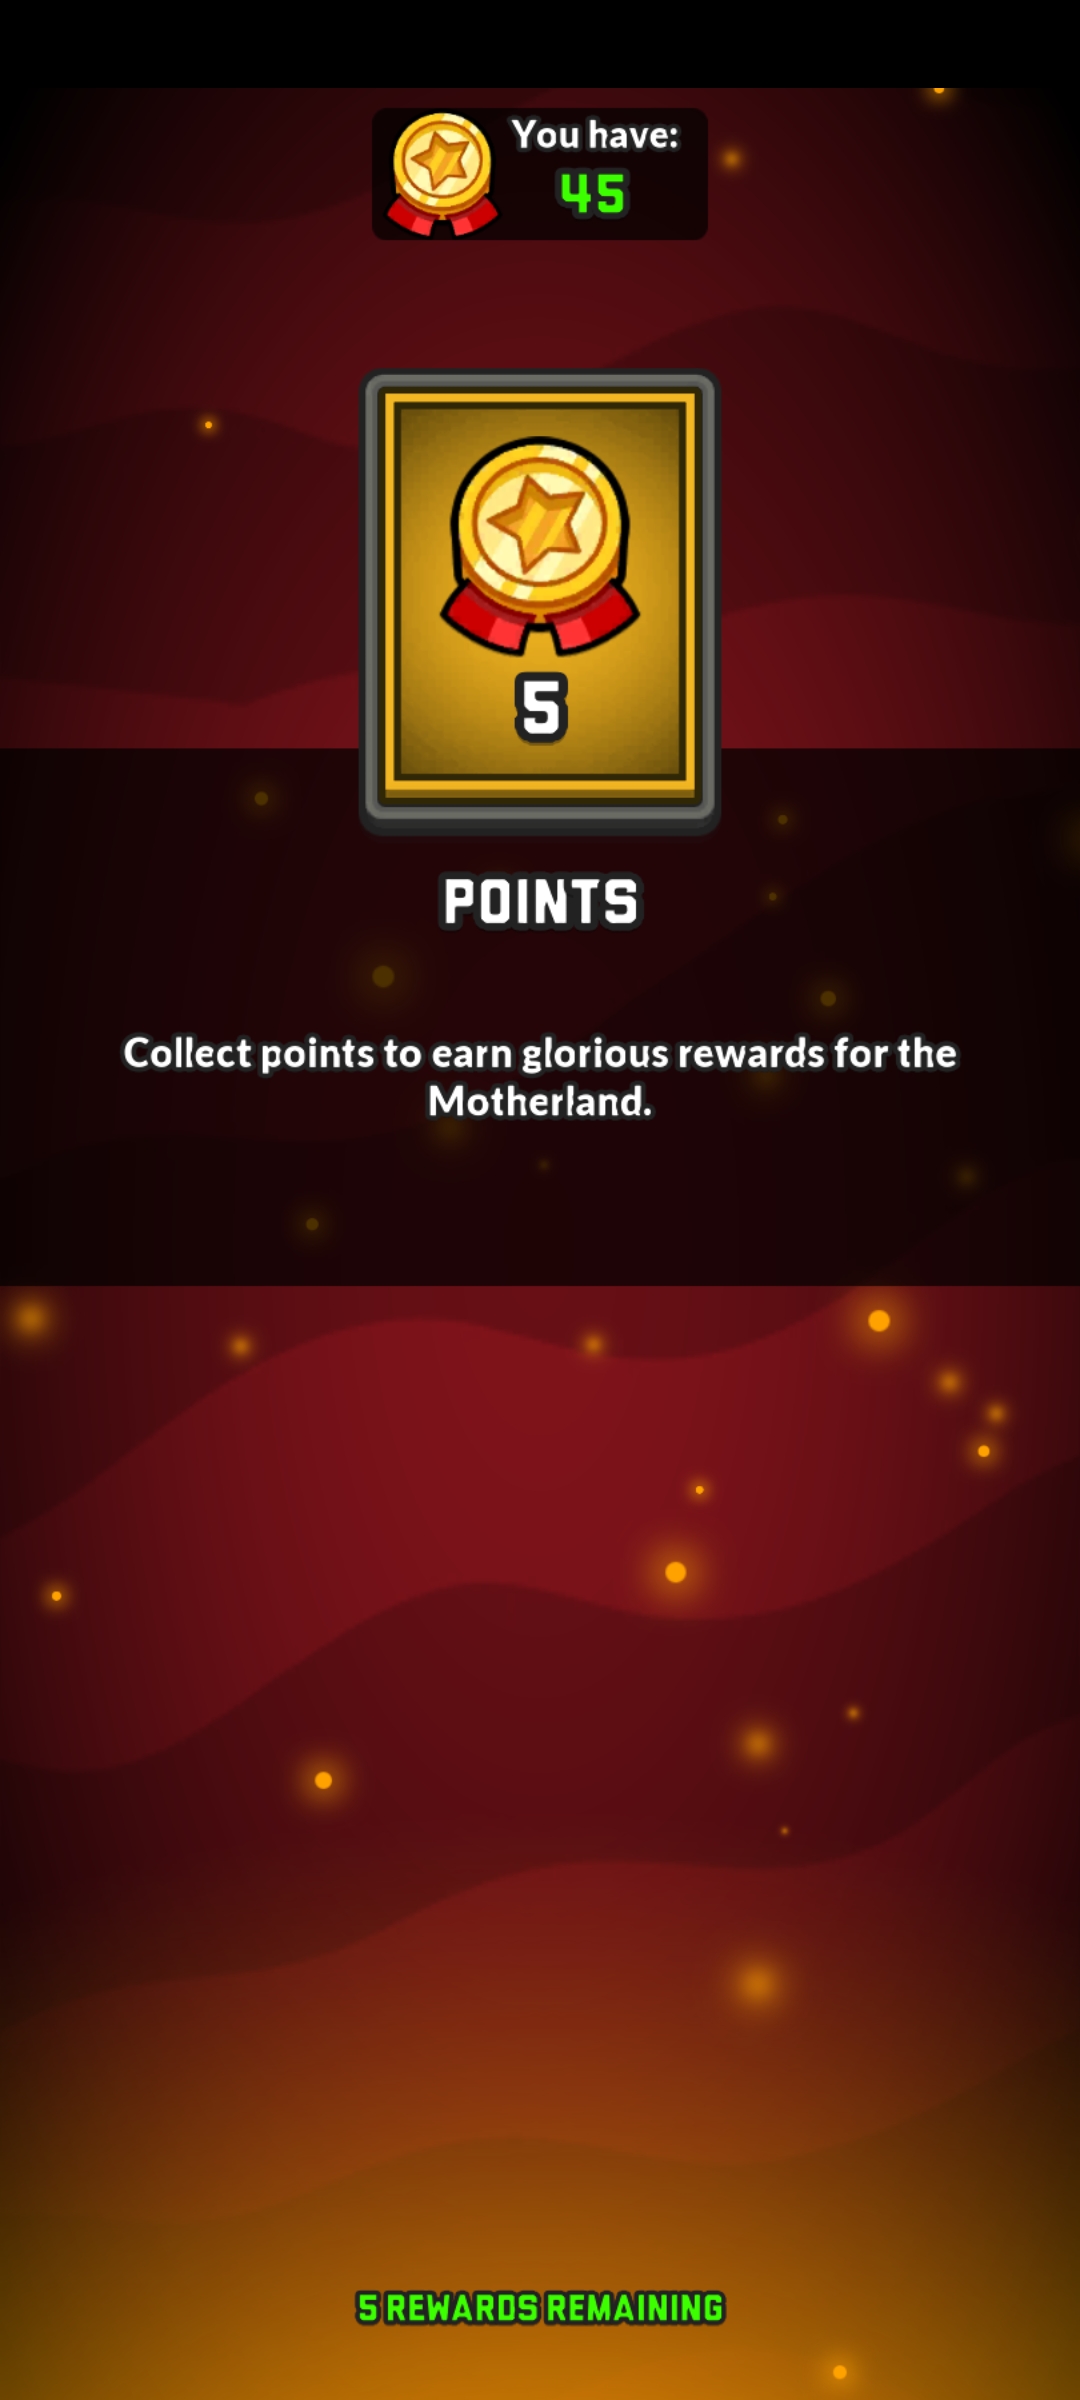 You have:
45
5
POINTS
Collect points to earn glorious rewards for the
Motherland.
5 REWARDS REMAINING